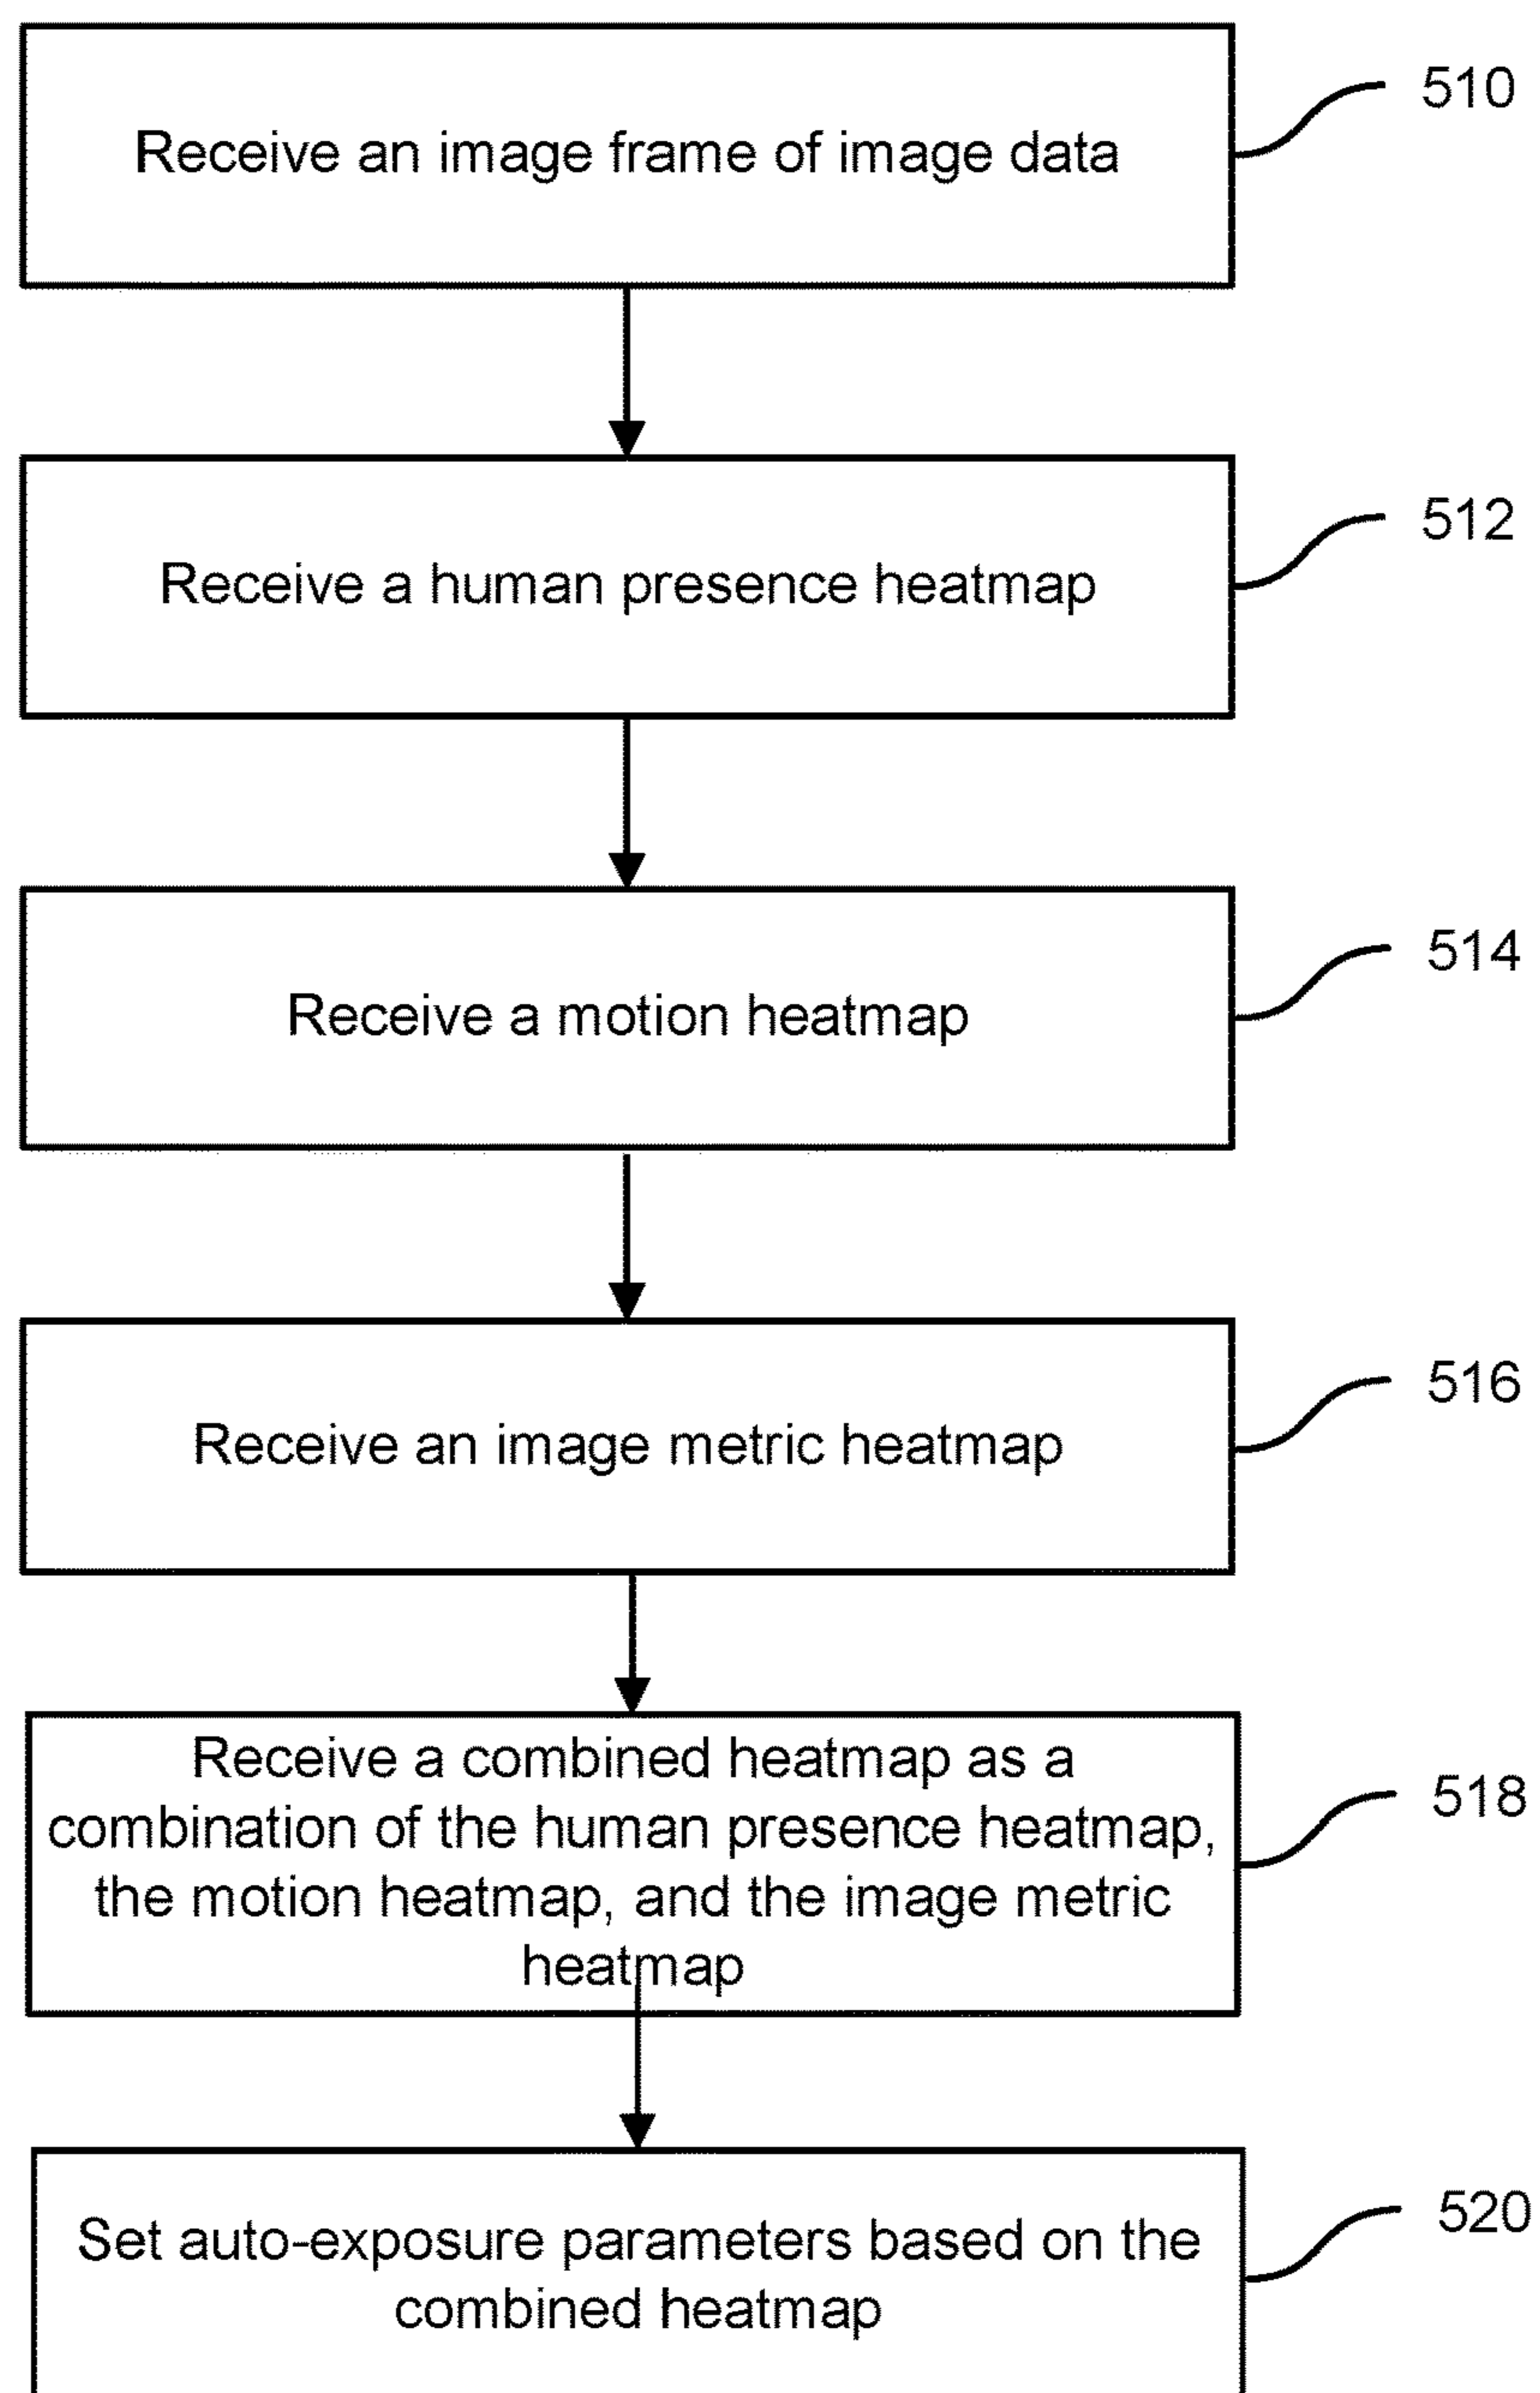 Receive an image frame of image data
510
Receive a human presence heatmap
512
Receive a motion heatmap
514
Receive an image metric heatmap
516
Receive a combined heatmap as a
combination of the human presence heatmap,
the motion heatmap, and the image metric
heatmap
518
Set auto-exposure parameters based on the
combined heatmap
520